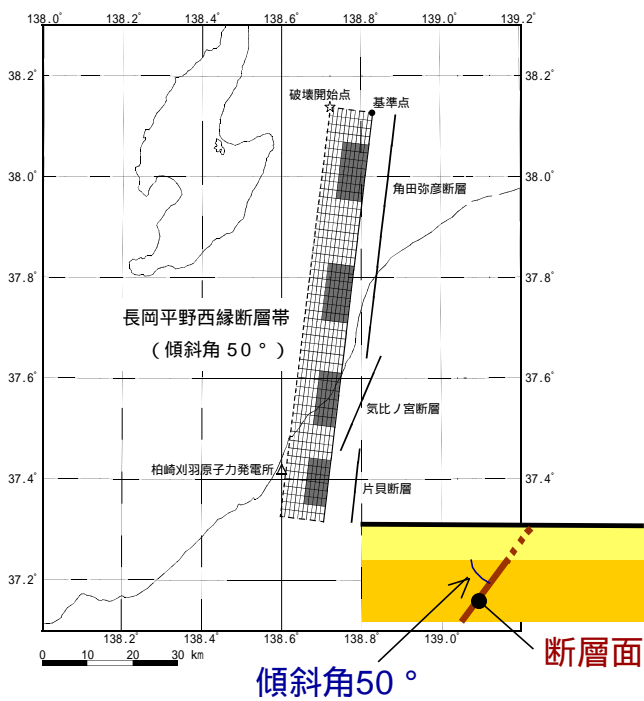 138.0° 138.2° 138.4° 138.6° 138.8° 139.0° 139.2°
38.2° 38.2°
破壊開始点
基準点
38.0° 38.0°
角田弥彦断層
37.8° 37.8°
長岡平野西縁断層帯
（傾斜角50°）
37.6° 37.6°
気比ノ宮断層
柏崎刈羽原子力発電所
37.4° 37.4°
片貝断層
37.2°
138.2° 138.4° 138.6° 138.8° 139.0°
0 10 20 30 km
断層面
傾斜角50°